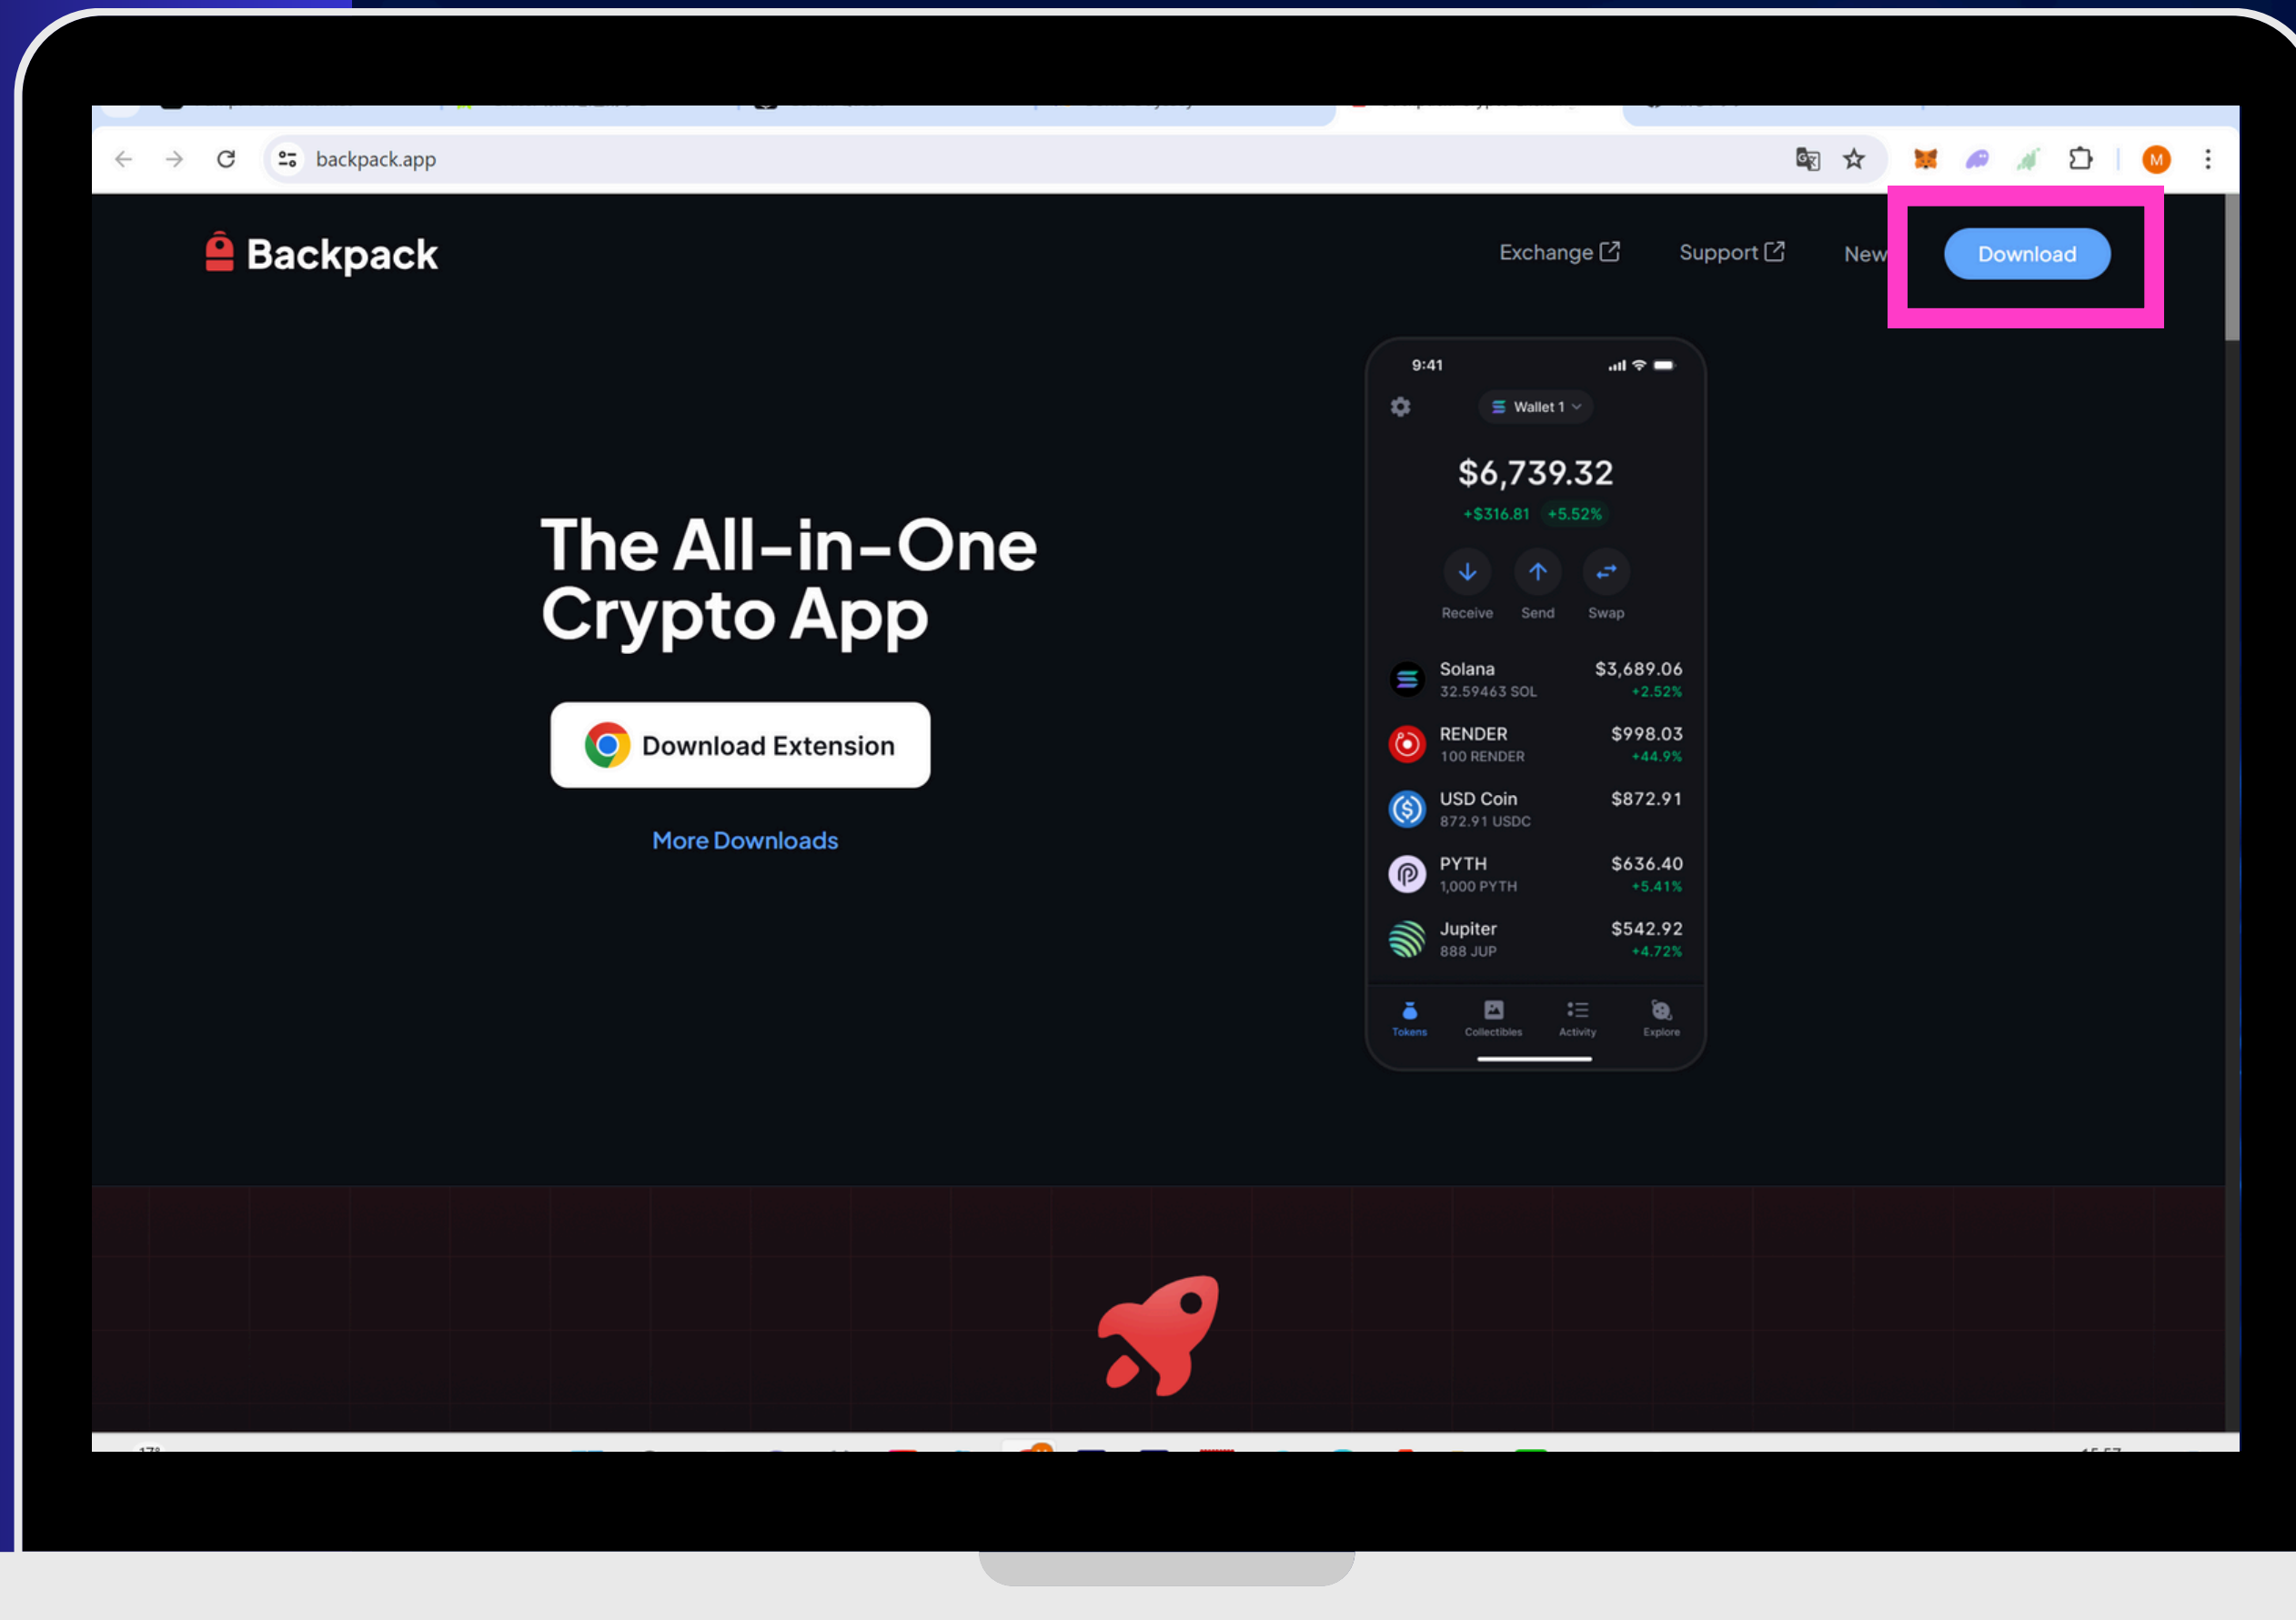 backpack.app
M
Backpack
Exchange
Support
New
Download
9:41
Wallet 1
$6,739.32
+$316.81 +5.52%
Receive Send Swap
The All-in-One
Crypto App
Download Extension
More Downloads
Solana $3,689.06
32.59463 SOL +2.52%
RENDER $998.03
100 RENDER +44.9%
USD Coin $872.91
872.91 USDC
PYTH $636.40
1,000 PYTH +5.41%
Jupiter $542.92
888 JUP +4.72%
Tokens Collectibles Activity Explore